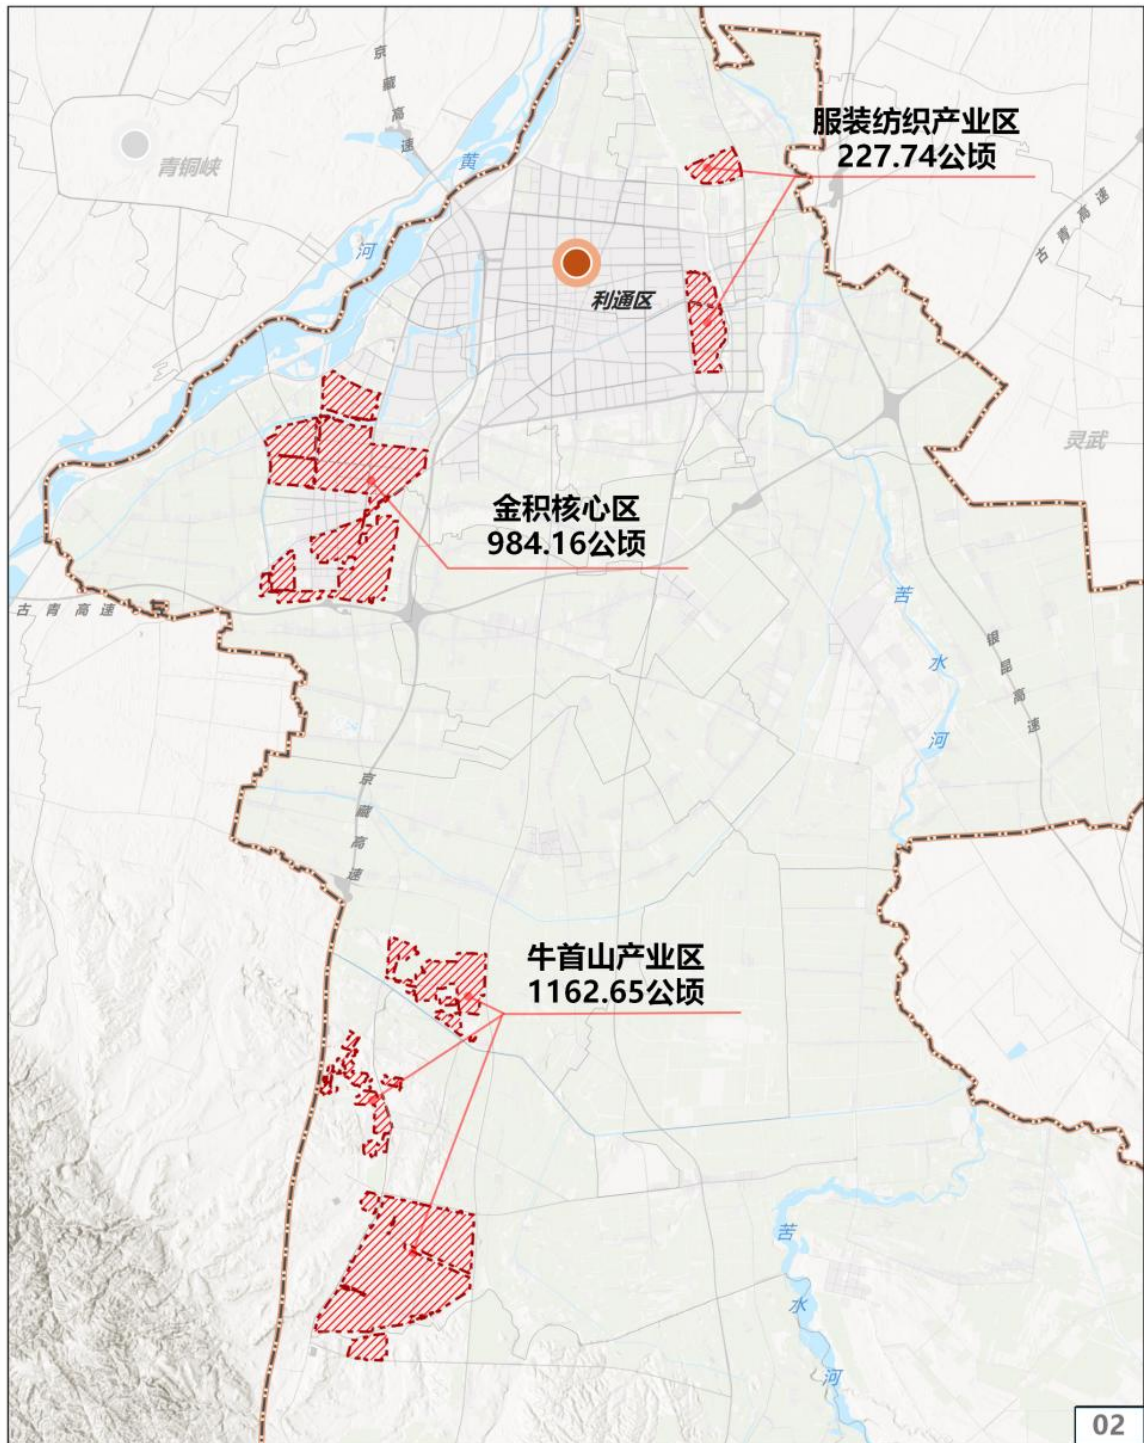 京藏高速
服装纺织产业区
227.74公顷
青铜峡
黄河
古青高速
利通区
灵武
金积核心区
984.16公顷
苦水河
古青高速
银昆高速
京藏高速
牛首山产业区
1162.65公顷
苦水河
02